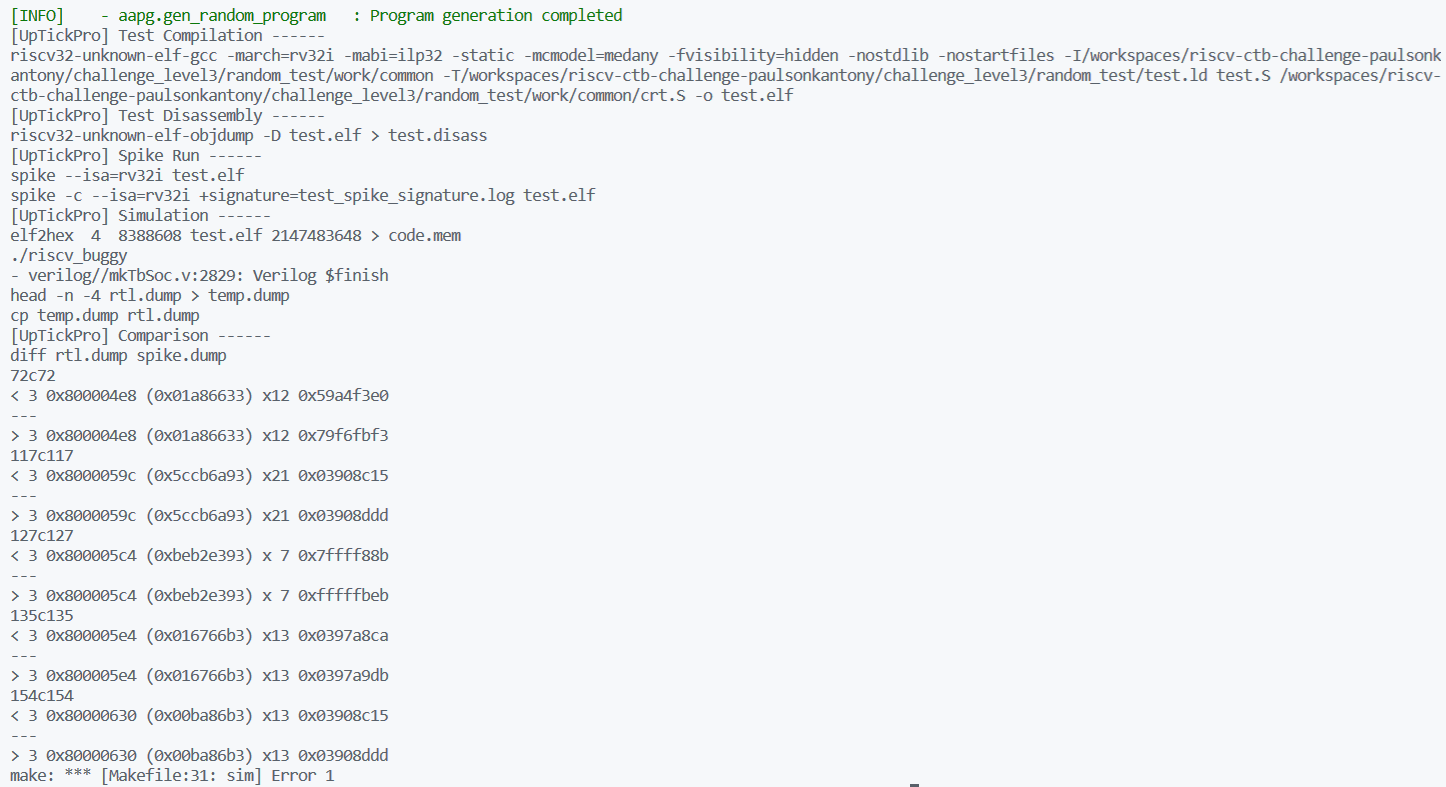 [INFO]    - aapg.gen_random_program   : Program generation completed
[UpTickPro] Test Compilation ------
riscv32-unknown-elf-gcc -march=rv32i -mabi=ilp32 -static -mcmodel=medany -fvisibility=hidden -nostdlib -nostartfiles -I/workspaces/riscv-ctb-challenge-paulsonk
antony/challenge_level3/random_test/work/common -T/workspaces/riscv-ctb-challenge-paulsonkantony/challenge_level3/random_test/test.ld test.S /workspaces/riscv-
ctb-challenge-paulsonkantony/challenge_level3/random_test/work/common/crt.S -o test.elf
[UpTickPro] Test Disassembly ------
riscv32-unknown-elf-objdump -D test.elf > test.disass
[UpTickPro] Spike Run ------
spike --isa=rv32i test.elf
spike -c --isa=rv32i +signature=test_spike_signature.log test.elf
[UpTickPro] Simulation ------
elf2hex  4  8388608 test.elf 2147483648 > code.mem
./riscv_buggy
- verilog//mkTbSoc.v:2829: Verilog $finish
head -n -4 rtl.dump > temp.dump
cp temp.dump rtl.dump
[UpTickPro] Comparison ------
diff rtl.dump spike.dump
72c72
< 3 0x800004e8 (0x01a86633) x12 0x59a4f3e0
---
> 3 0x800004e8 (0x01a86633) x12 0x79f6fbf3
117c117
< 3 0x8000059c (0x5ccb6a93) x21 0x03908c15
---
> 3 0x8000059c (0x5ccb6a93) x21 0x03908ddd
127c127
< 3 0x800005c4 (0xbeb2e393) x 7 0x7ffff88b
---
> 3 0x800005c4 (0xbeb2e393) x 7 0xfffffbeb
135c135
< 3 0x800005e4 (0x016766b3) x13 0x0397a8ca
---
> 3 0x800005e4 (0x016766b3) x13 0x0397a9db
154c154
< 3 0x80000630 (0x00ba86b3) x13 0x03908c15
---
> 3 0x80000630 (0x00ba86b3) x13 0x03908ddd
make: *** [Makefile:31: sim] Error 1